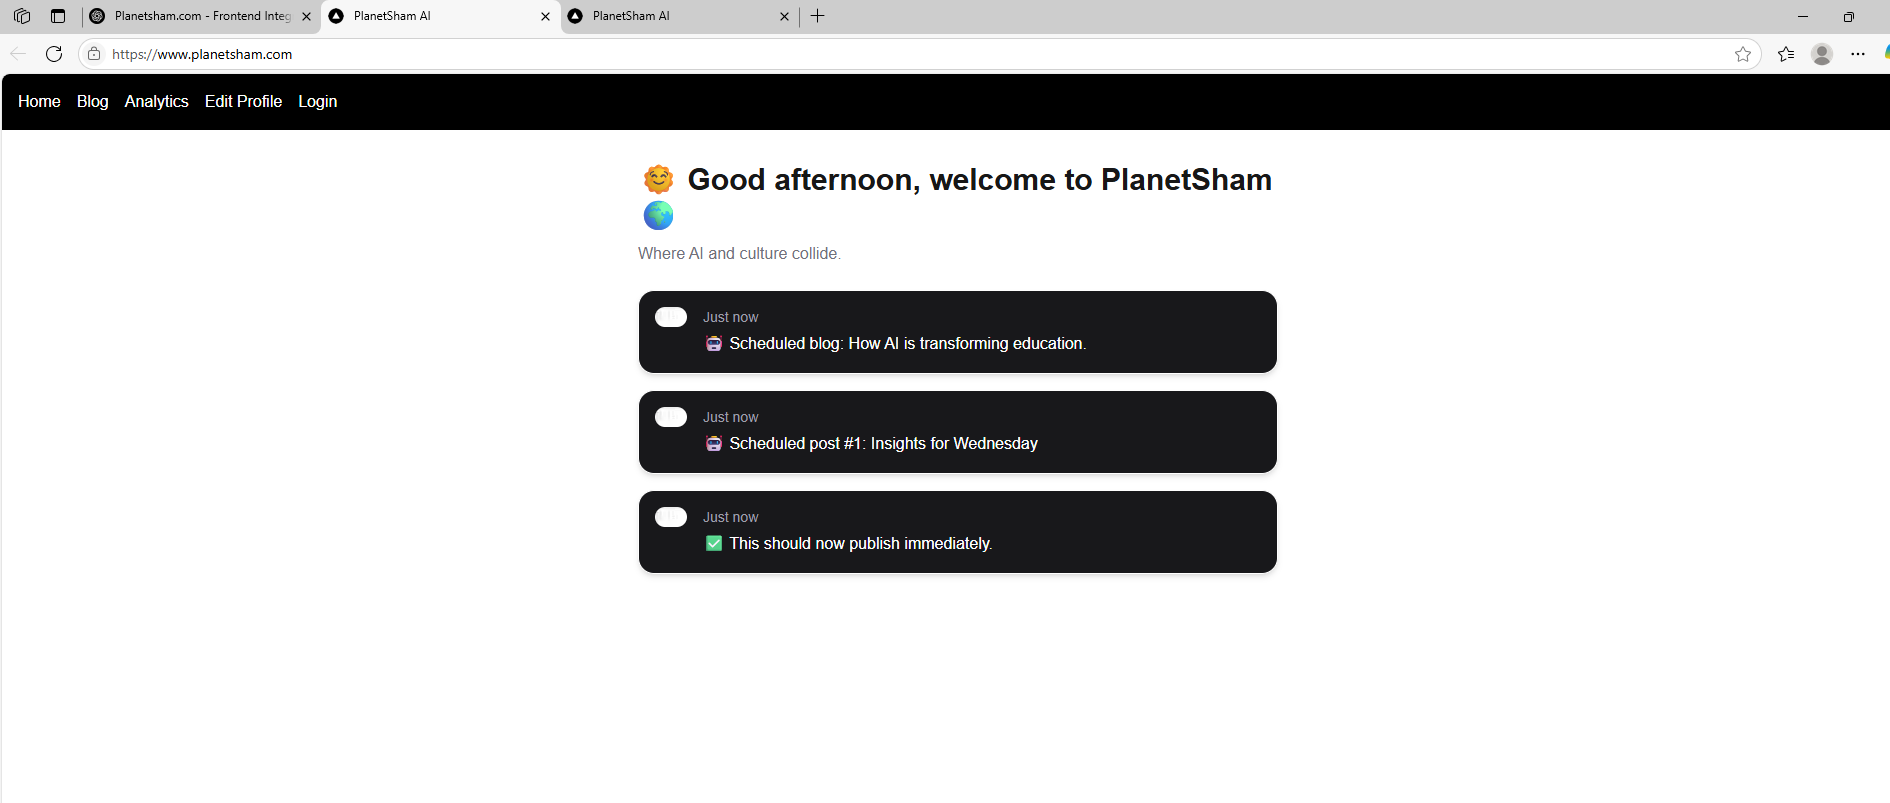 Planetsham.com - Frontend Integ
PlanetSham AI
PlanetSham AI
https://www.planetsham.com
Home Blog Analytics Edit Profile Login
🌞 Good afternoon, welcome to PlanetSham
🌍
Where AI and culture collide.
Just now
🤖 Scheduled blog: How AI is transforming education.
Just now
🤖 Scheduled post #1: Insights for Wednesday
Just now
✅ This should now publish immediately.